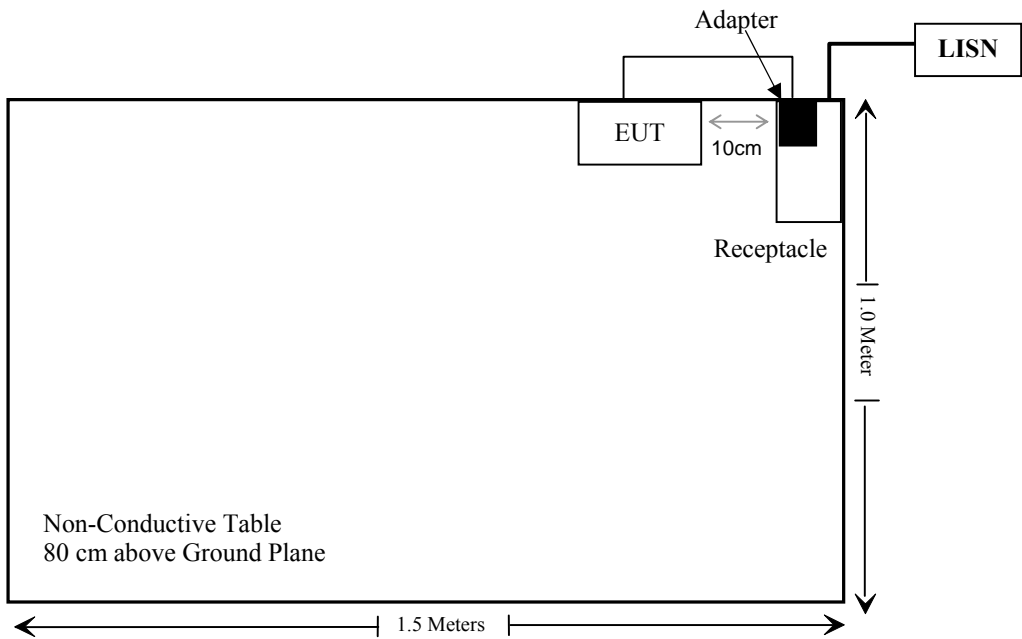 Adapter
LISN
EUT
10cm
Receptacle
1.0 Meter
Non-Conductive Table
80 cm above Ground Plane
1.5 Meters